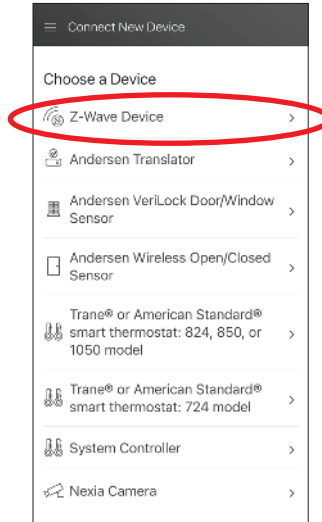 Connect New Device
Choose a Device
Z-Wave Device
Andersen Translator
Andersen VeriLock Door/Window
Sensor
Andersen Wireless Open/Closed
Sensor
Trane® or American Standard®
smart thermostat: 824, 850, or
1050 model
Trane® or American Standard®
smart thermostat: 724 model
System Controller
Nexia Camera